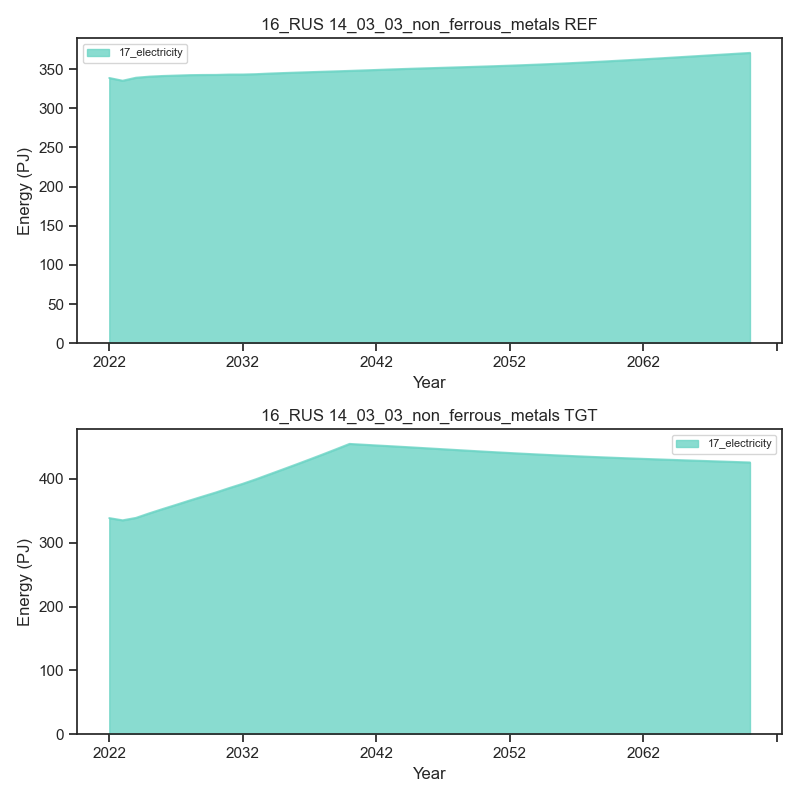 16_RUS 14_03_03_non_ferrous_metals REF
17_electricity
Energy (PJ)
350
300
250
200
150
100
50
0
2022 2032 2042 2052 2062
Year
16_RUS 14_03_03_non_ferrous_metals TGT
17_electricity
Energy (PJ)
400
300
200
100
0
2022 2032 2042 2052 2062
Year